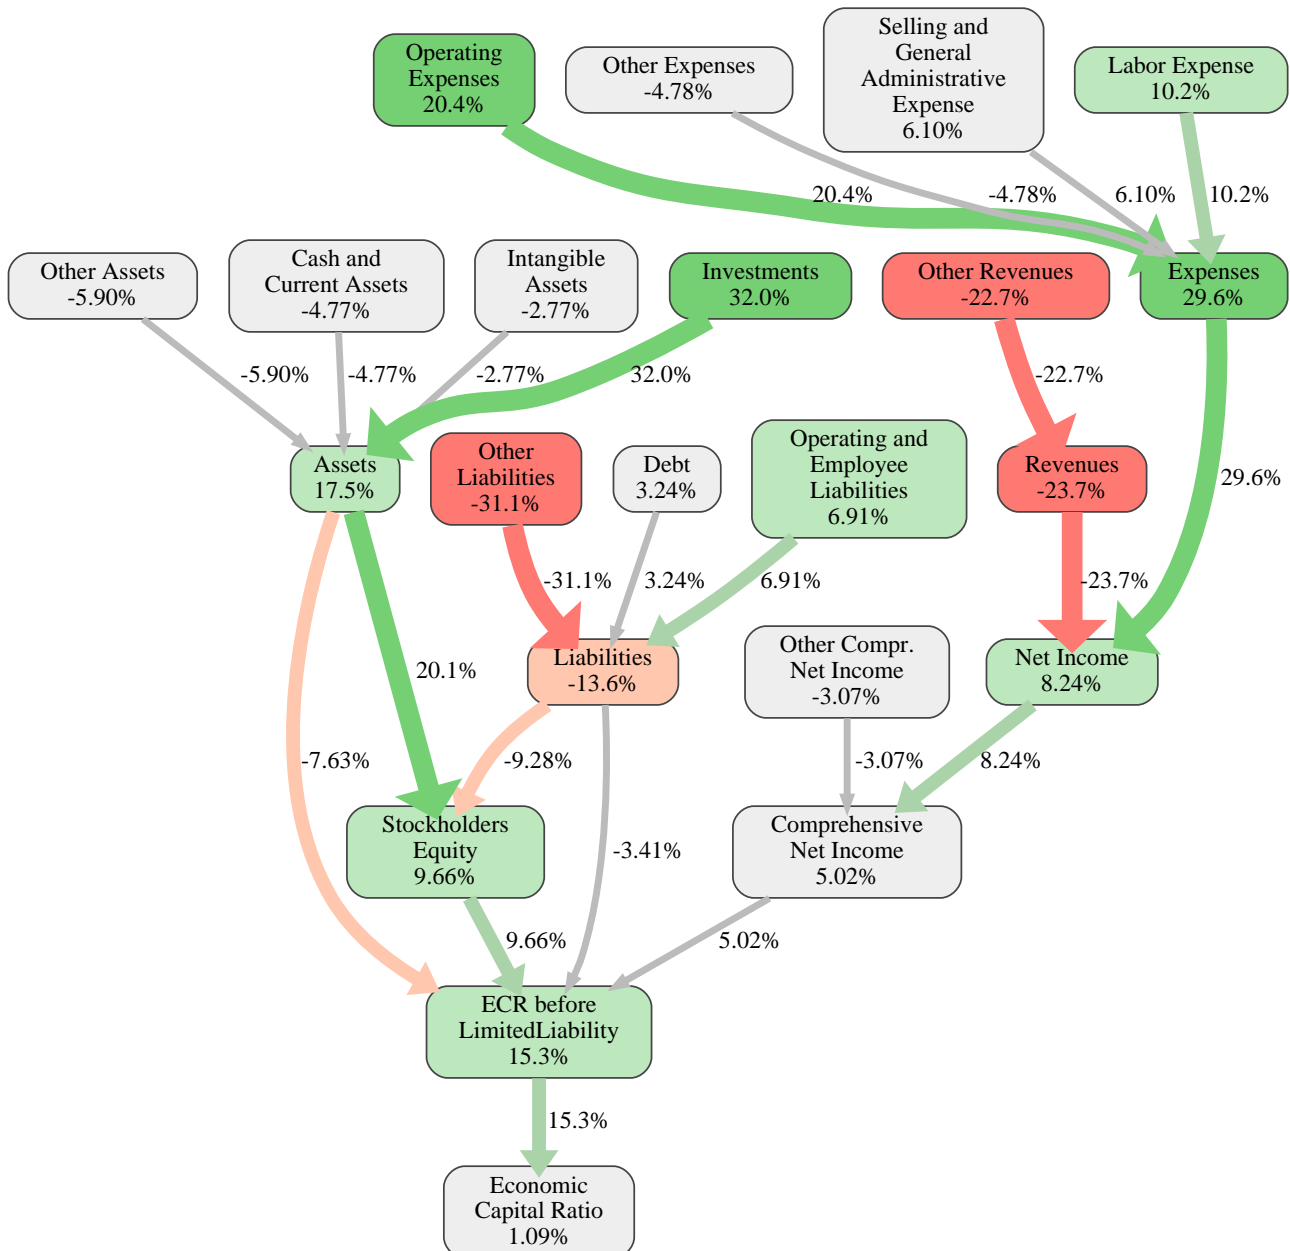 Operating
Expenses
20.4%
Other Expenses
-4.78%
Selling and
General
Administrative
Expense
6.10%
Labor Expense
10.2%
20.4%
-4.78%
6.10%
10.2%
Other Assets
-5.90%
Cash and
Current Assets
-4.77%
Intangible
Assets
-2.77%
Investments
32.0%
Other Revenues
-22.7%
Expenses
29.6%
-5.90%
-4.77%
-2.77%
32.0%
-22.7%
29.6%
Assets
17.5%
Other
Liabilities
-31.1%
Debt
3.24%
Operating and
Employee
Liabilities
6.91%
Revenues
-23.7%
-31.1%
3.24%
6.91%
-23.7%
20.1%
Liabilities
-13.6%
Other Compr.
Net Income
-3.07%
Net Income
8.24%
-7.63%
-9.28%
-3.07%
8.24%
Stockholders
Equity
9.66%
-3.41%
Comprehensive
Net Income
5.02%
9.66%
5.02%
ECR before
LimitedLiability
15.3%
15.3%
Economic
Capital Ratio
1.09%